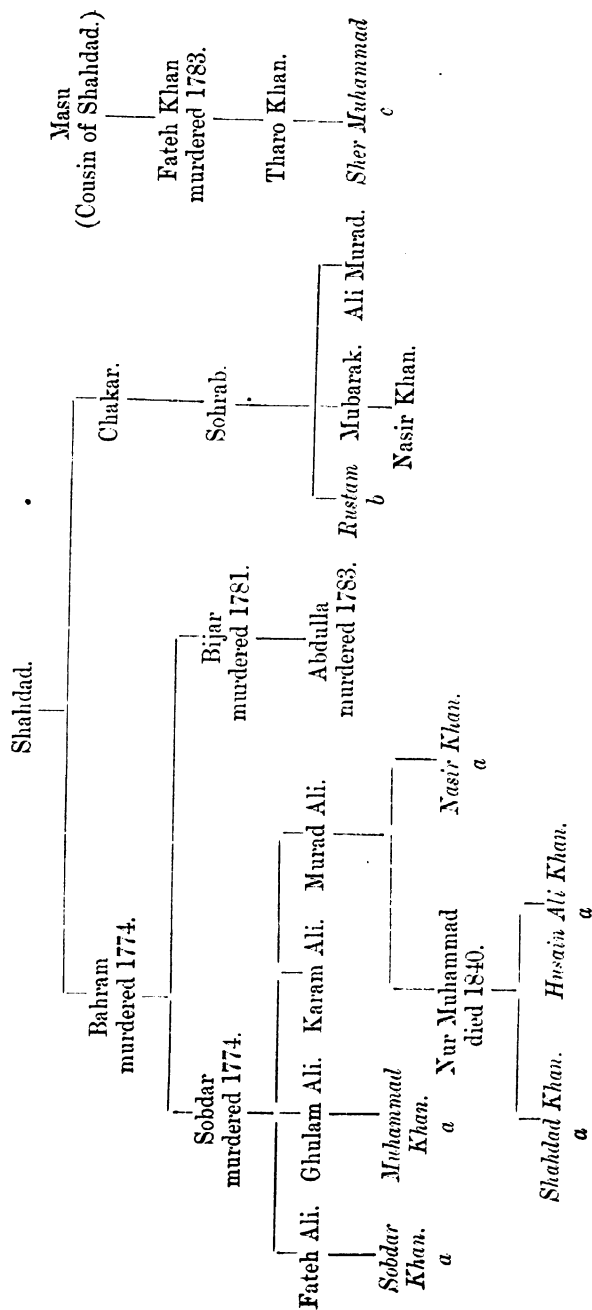 Shahdad.
Masu
(Cousin of Shahdad.)
Bahram
murdered 1774.
Chakar.
Fateh Khan
murdered 1783.
Sobdar
murdered 1774.
Bijar
murdered 1781.
Sohrab.
Tharo Khan.
Fateh Ali.
Ghulam Ali.
Karam Ali.
Murad Ali.
Abdulla
murdered 1783.
Rustam
b
Mubarak.
Ali Murad.
Sher Muhammad
c
Sobdar
Khan.
a
Muhammad
Khan.
a
Nur Muhammad
died 1840.
Nasir Khan.
a
Nasir Khan.
Shahdad Khan.
a
Husain Ali Khan.
a